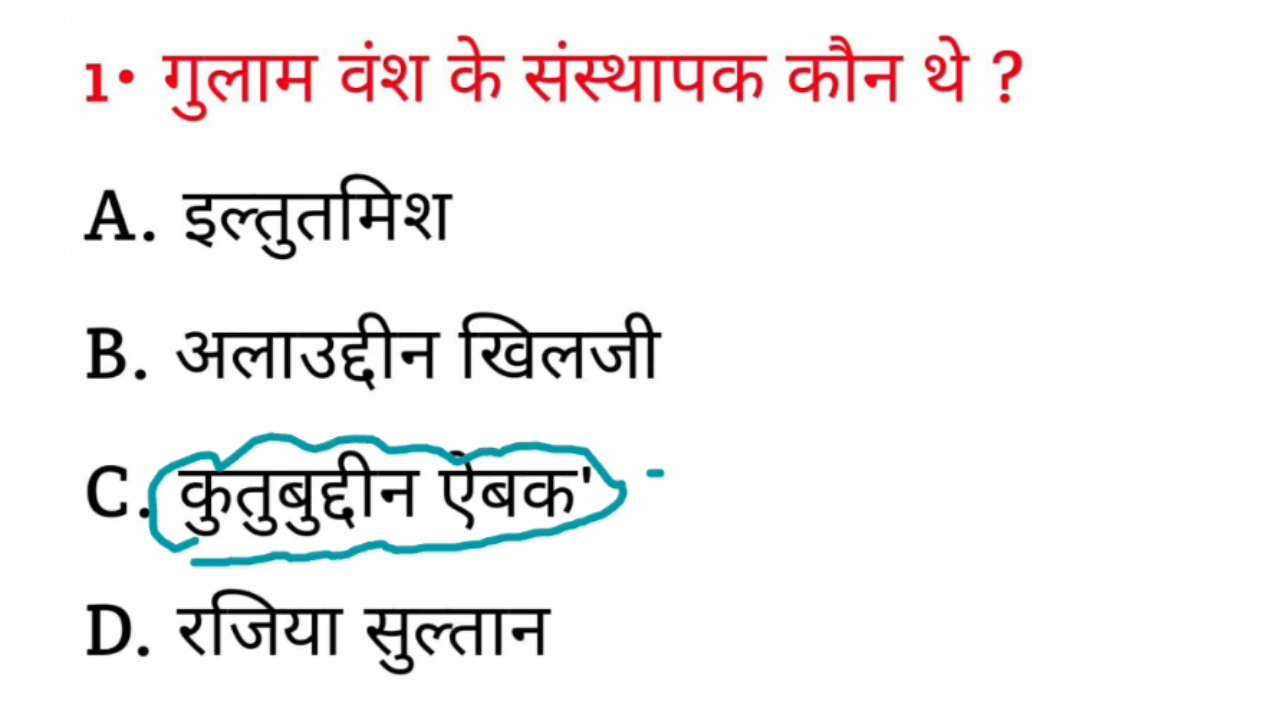 1• गुलाम वंश के संस्थापक कौन थे ?
A. इल्तुतमिश
B. अलाउद्दीन खिलजी
C. कुतुबुद्दीन ऐबक'
D. रजिया सुल्तान